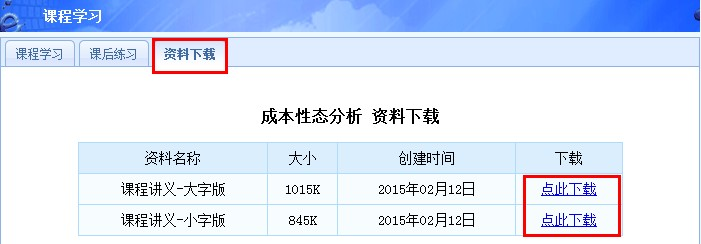 课程学习
课程学习 课后练习 资料下载
成本性态分析 资料下载
资料名称 大小 创建时间 下载
课程讲义-大字版 1015K 2015年02月12日 点此下载
课程讲义-小字版 845K 2015年02月12日 点此下载